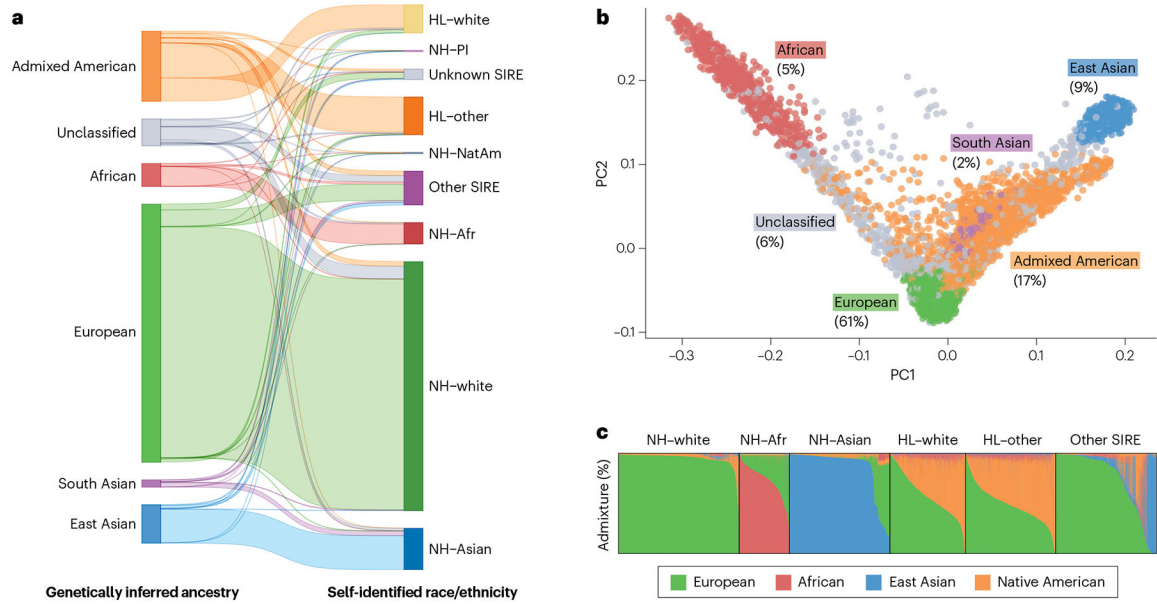 a
Admixed American
Unclassified
African
European
South Asian
East Asian
HL–white
NH–PI
Unknown SIRE
HL–other
NH–NatAm
Other SIRE
NH–Afr
NH–white
NH–Asian
Genetically inferred ancestry
Self-identified race/ethnicity
b
African
(5%)
East Asian
(9%)
South Asian
(2%)
Unclassified
(6%)
Admixed American
(17%)
European
(61%)
PC2
0.2
0.1
0.0
–0.1
–0.3
–0.2
–0.1
0.0
0.1
0.2
PC1
c
NH–white
NH–Afr
NH–Asian
HL–white
HL–other
Other SIRE
Admixture (%)
European
African
East Asian
Native American